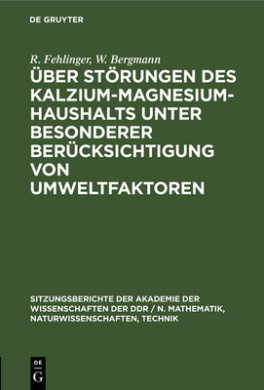 DE GRUYTER
R. Fehlinger, W. Bergmann
ÜBER STÖRUNGEN DES
KALZIUM-MAGNESIUM-
HAUSHALTS UNTER
BESONDERER
BERÜCKSICHTIGUNG
VON
UMWELTFAKTOREN
SITZUNGSBERICHTE DER AKADEMIE DER
WISSENSCHAFTEN DER DDR / N. MATHEMATIK,
NATURWISSENSCHAFTEN, TECHNIK
DE
G